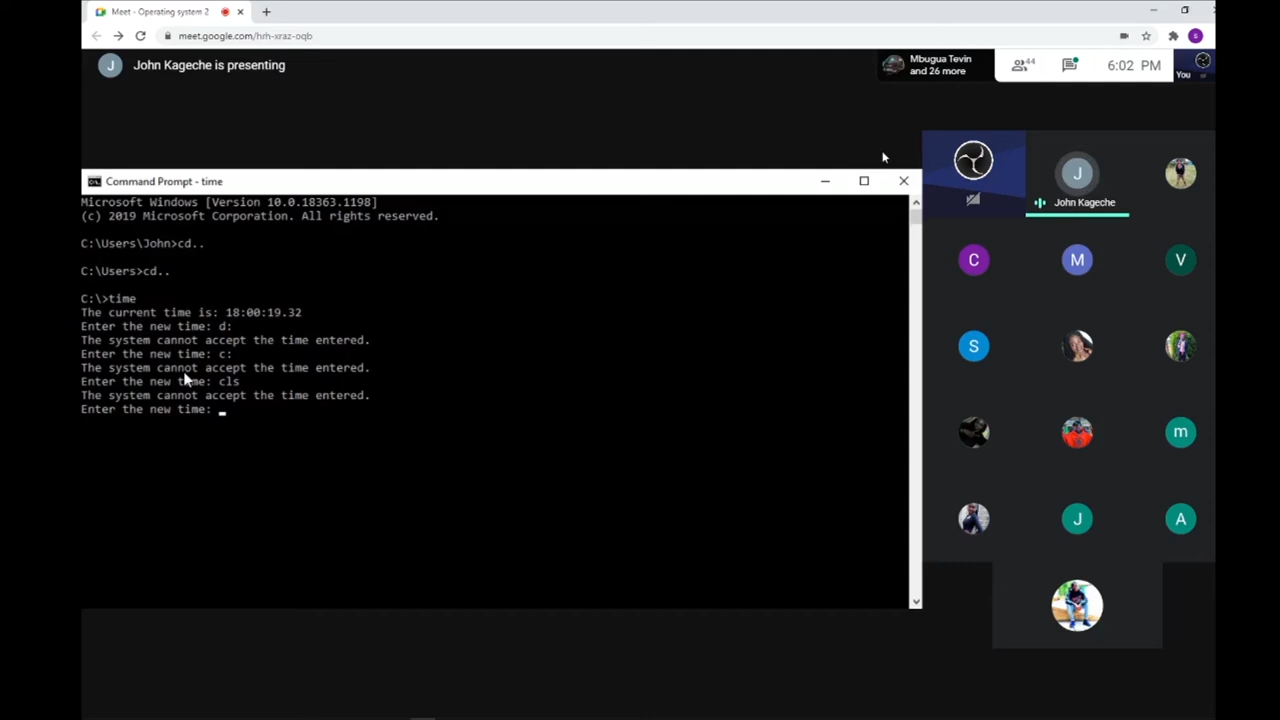 Meet - Operating system 2
meet.google.com/hrh-xraz-oqb
S
J
John Kageche is presenting
Mbugua Tevin
and 26 more
44
6:02 PM
You
Command Prompt - time
Microsoft Windows [Version 10.0.18363.1198]
(c) 2019 Microsoft Corporation. All rights reserved.
C:\Users\John>cd..
C:\Users>cd..
C:\>time
The current time is: 18:00:19.32
Enter the new time: d:
The system cannot accept the time entered.
Enter the new time: c:
The system cannot accept the time entered.
Enter the new time: cls
The system cannot accept the time entered.
Enter the new time:
J
John Kageche
C
M
V
S
m
J
A